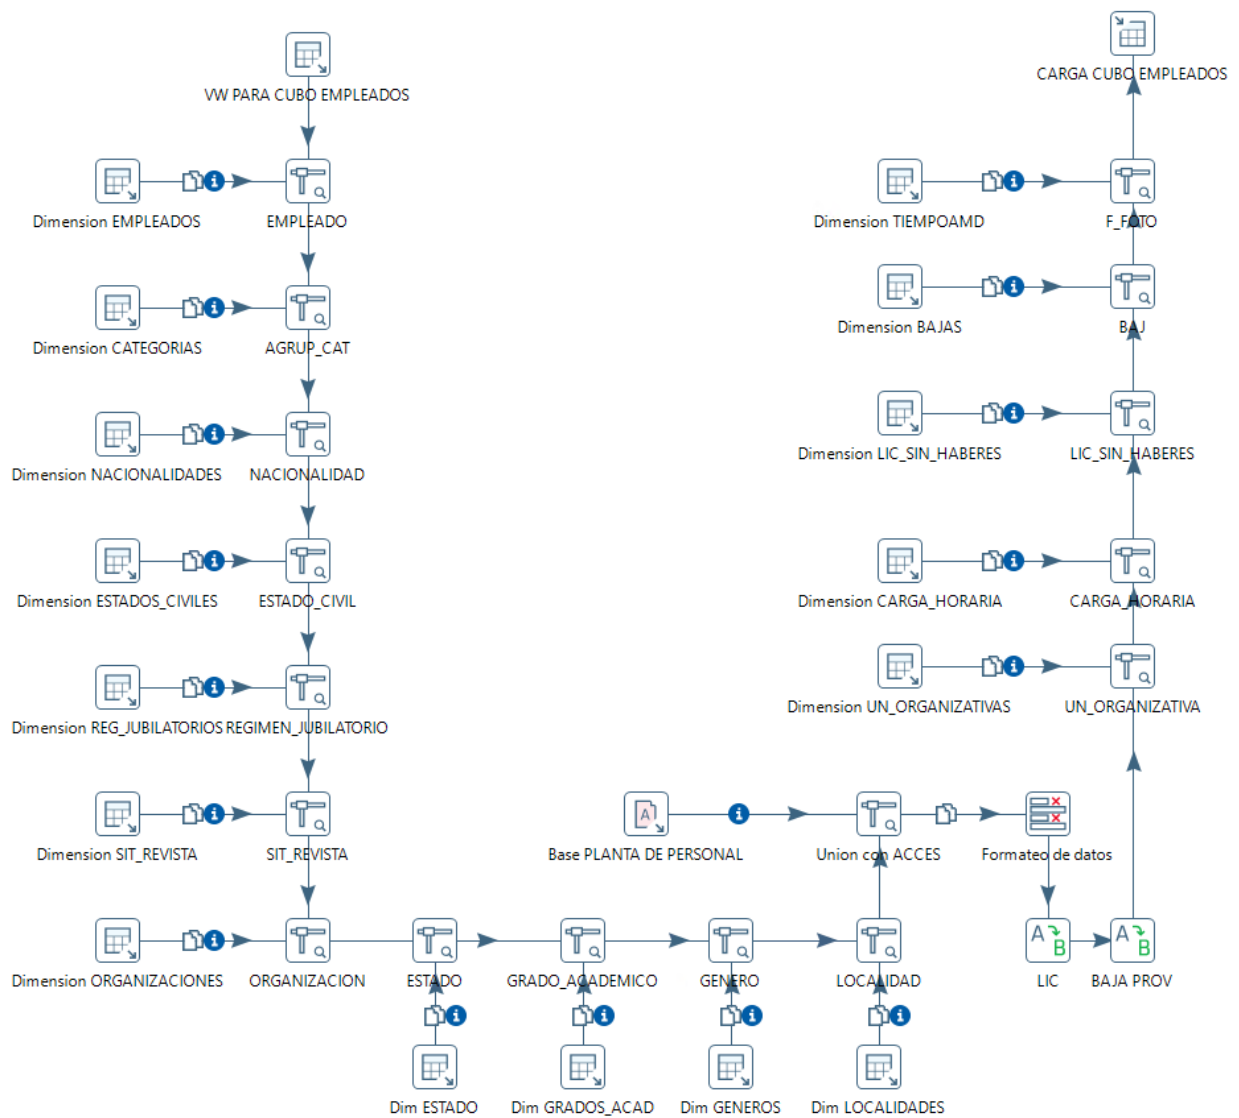 CARGA CUBO EMPLEADOS
VW PARA CUBO EMPLEADOS
Dimension EMPLEADOS
EMPLEADO
Dimension TIEMPOAMD
F_FOTO
Dimension BAJAS
BAJ
Dimension CATEGORIAS
AGRUP_CAT
Dimension LIC_SIN_HABERES
LIC_SIN_HABERES
Dimension NACIONALIDADES
NACIONALIDAD
Dimension ESTADOS_CIVILES
ESTADO_CIVIL
Dimension CARGA_HORARIA
CARGA_HORARIA
Dimension UN_ORGANIZATIVAS
UN_ORGANIZATIVA
Dimension REG_JUBILATORIOS
REGIMEN_JUBILATORIO
A
Dimension SIT_REVISTA
SIT_REVISTA
Base PLANTA DE PERSONAL
Union con ACCES
Formateo de datos
A B
A B
Dimension ORGANIZACIONES
ORGANIZACION
ESTADO
GRADO_ACADEMICO
GENERO
LOCALIDAD
LIC
BAJA PROV
Dim ESTADO
Dim GRADOS_ACAD
Dim GENEROS
Dim LOCALIDADES